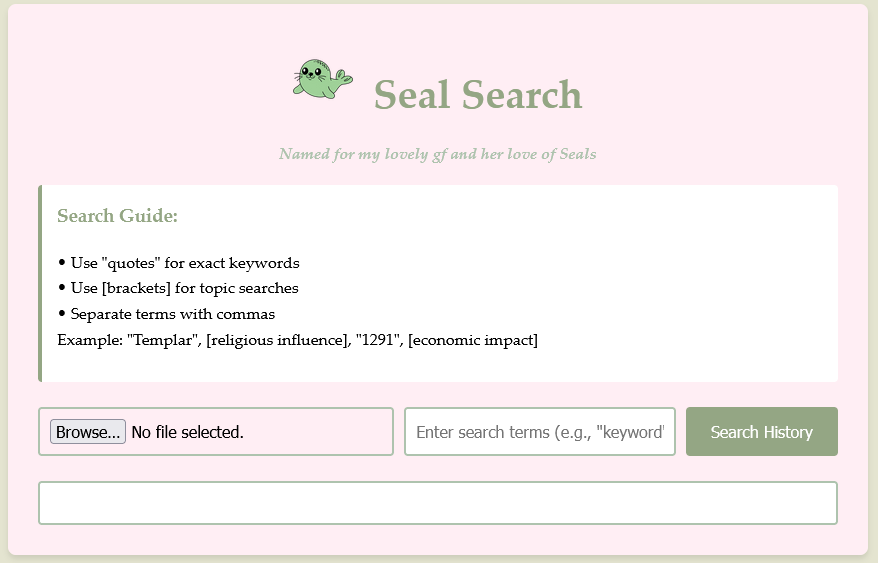 Seal Search
Named for my lovely gf and her love of Seals
Search Guide:
• Use "quotes" for exact keywords
• Use [brackets] for topic searches
• Separate terms with commas
Example: "Templar", [religious influence], "1291", [economic impact]
Browse... No file selected.
Enter search terms (e.g., "keyword'
Search History